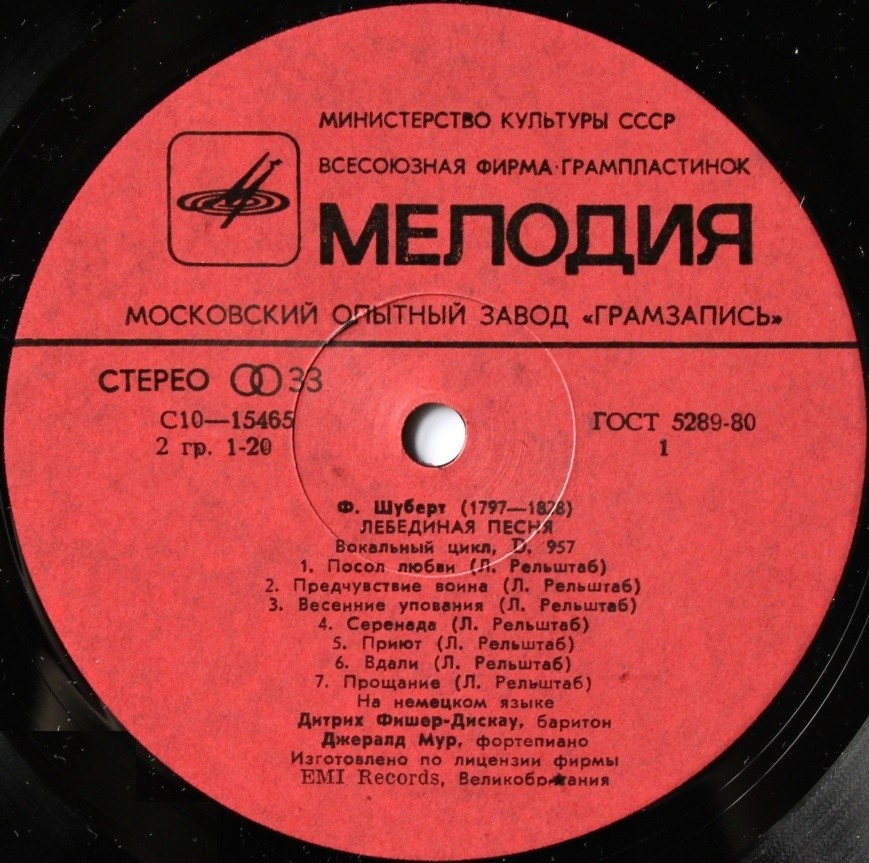 МИНИСТЕРСТВО КУЛЬТУРЫ СССР
ВСЕСОЮЗНАЯ ФИРМА·ГРАМПЛАСТИНОК
МЕЛОДИЯ
МОСКОВСКИЙ ОПЫТНЫЙ ЗАВОД «ГРАМЗАПИСЬ»
СТЕРЕО 33
С10—15465 ГОСТ 5289-80
2 гр. 1-20 1
Ф. Шуберт (1797—1828)
ЛЕБЕДИНАЯ ПЕСНЯ
Вокальный цикл, D. 957
1. Посол любви (Л. Рельштаб)
2. Предчувствие воина (Л. Рельштаб)
3. Весенние упования (Л. Рельштаб)
4. Серенада (Л. Рельштаб)
5. Приют (Л. Рельштаб)
6. Вдали (Л. Рельштаб)
7. Прощание (Л. Рельштаб)
На немецком языке
Дитрих Фишер-Дискау, баритон
Джералд Мур, фортепиано
Изготовлено по лицензии фирмы
EMI Records, Великобритания